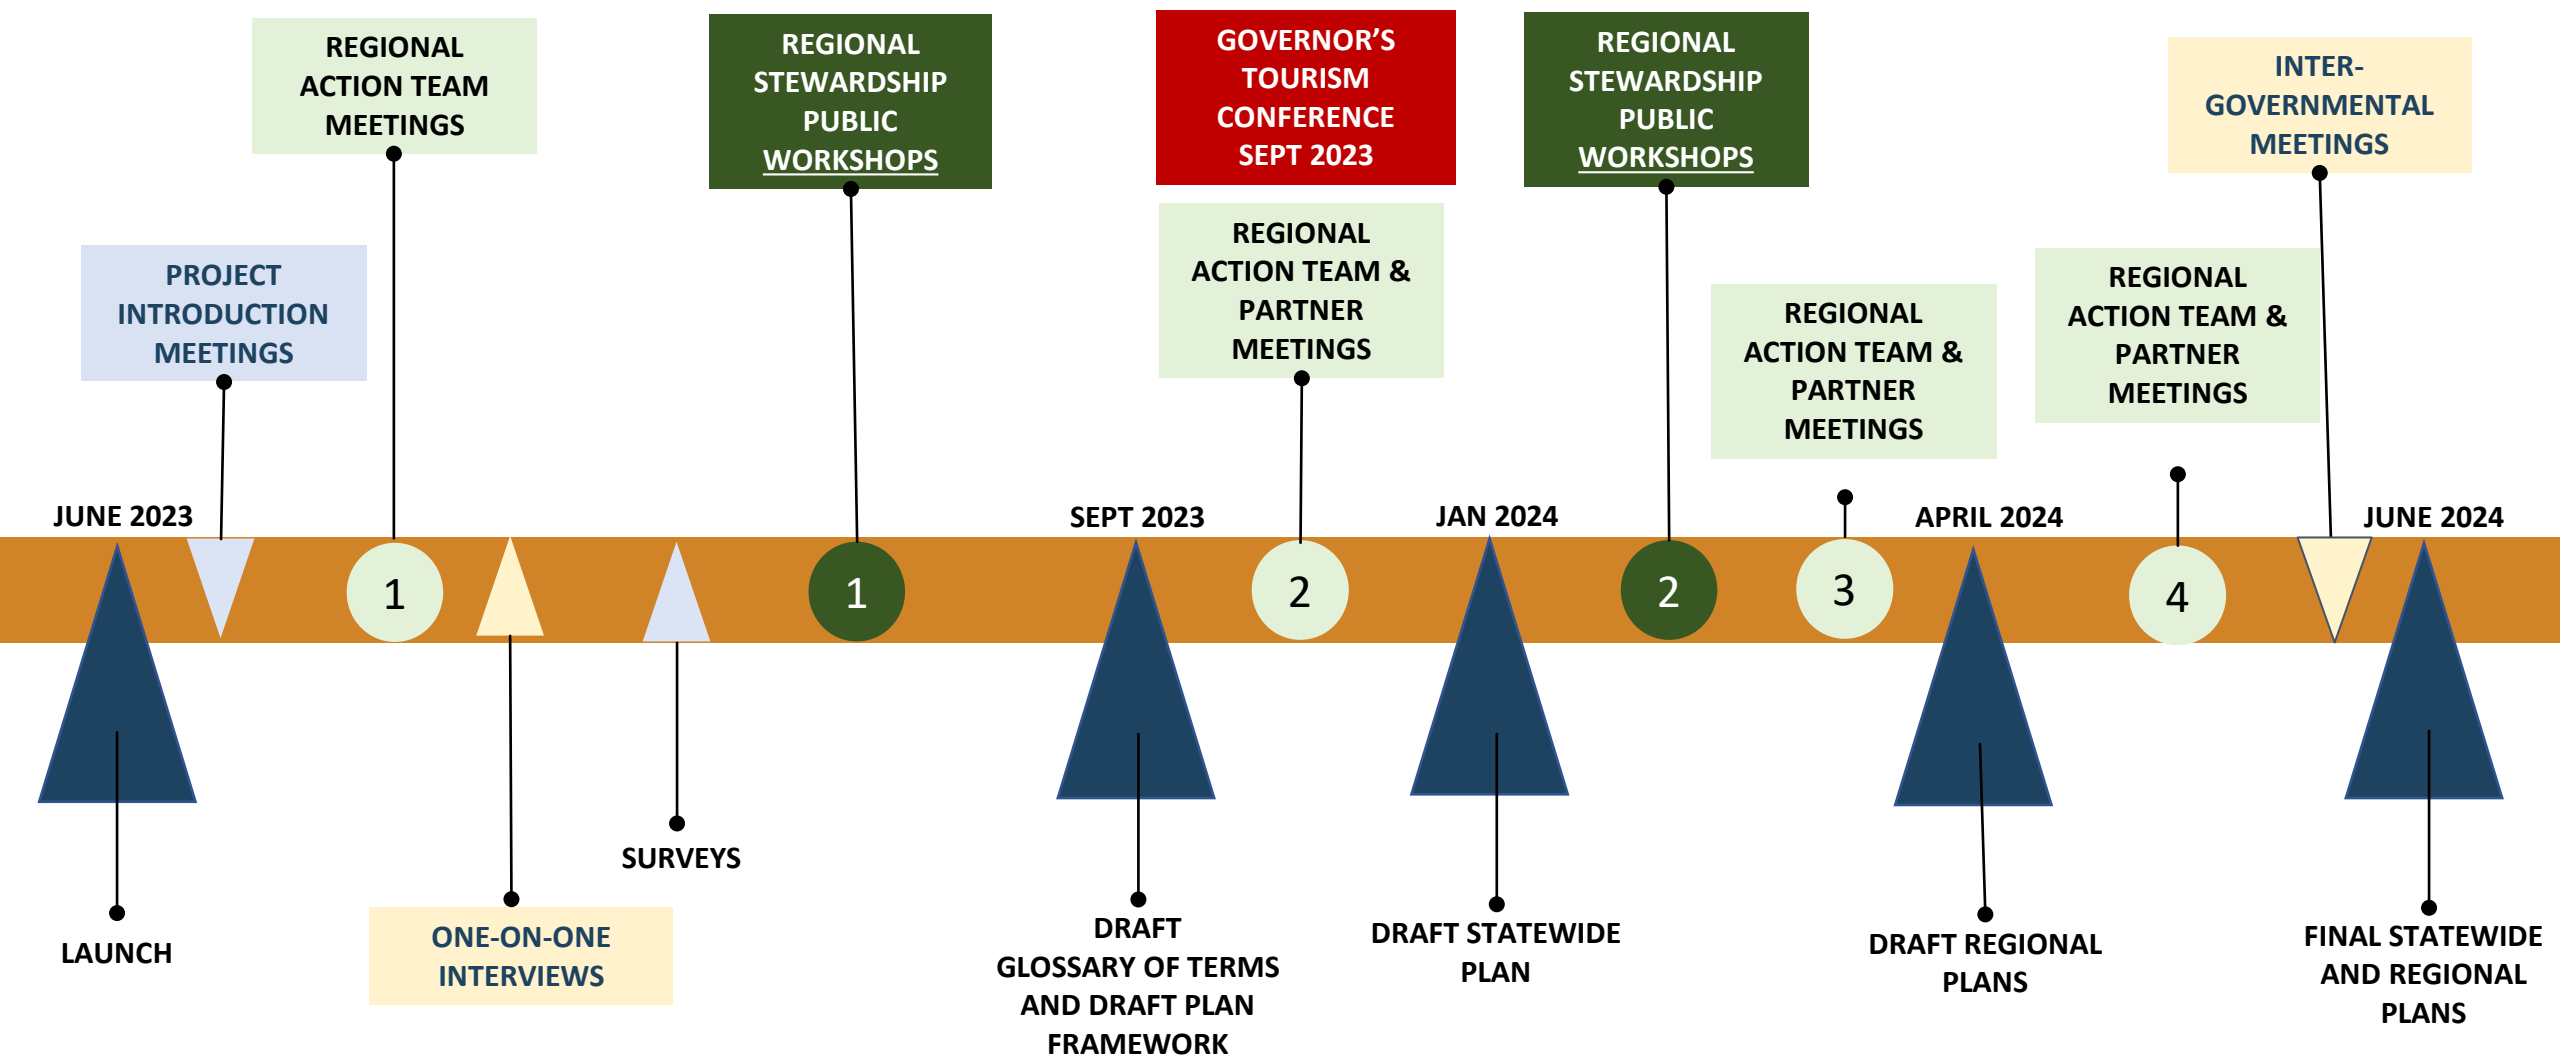 REGIONAL
ACTION TEAM
MEETINGS
REGIONAL
STEWARDSHIP
PUBLIC
WORKSHOPS
GOVERNOR’S
TOURISM
CONFERENCE
SEPT 2023
REGIONAL
STEWARDSHIP
PUBLIC
WORKSHOPS
INTER-
GOVERNMENTAL
MEETINGS
PROJECT
INTRODUCTION
MEETINGS
REGIONAL
ACTION TEAM &
PARTNER
MEETINGS
REGIONAL
ACTION TEAM &
PARTNER
MEETINGS
REGIONAL
ACTION TEAM &
PARTNER
MEETINGS
JUNE 2023
SEPT 2023
JAN 2024
APRIL 2024
JUNE 2024
1
1
2
2
3
4
LAUNCH
ONE-ON-ONE
INTERVIEWS
SURVEYS
DRAFT
GLOSSARY OF TERMS
AND DRAFT PLAN
FRAMEWORK
DRAFT STATEWIDE
PLAN
DRAFT REGIONAL
PLANS
FINAL STATEWIDE
AND REGIONAL
PLANS